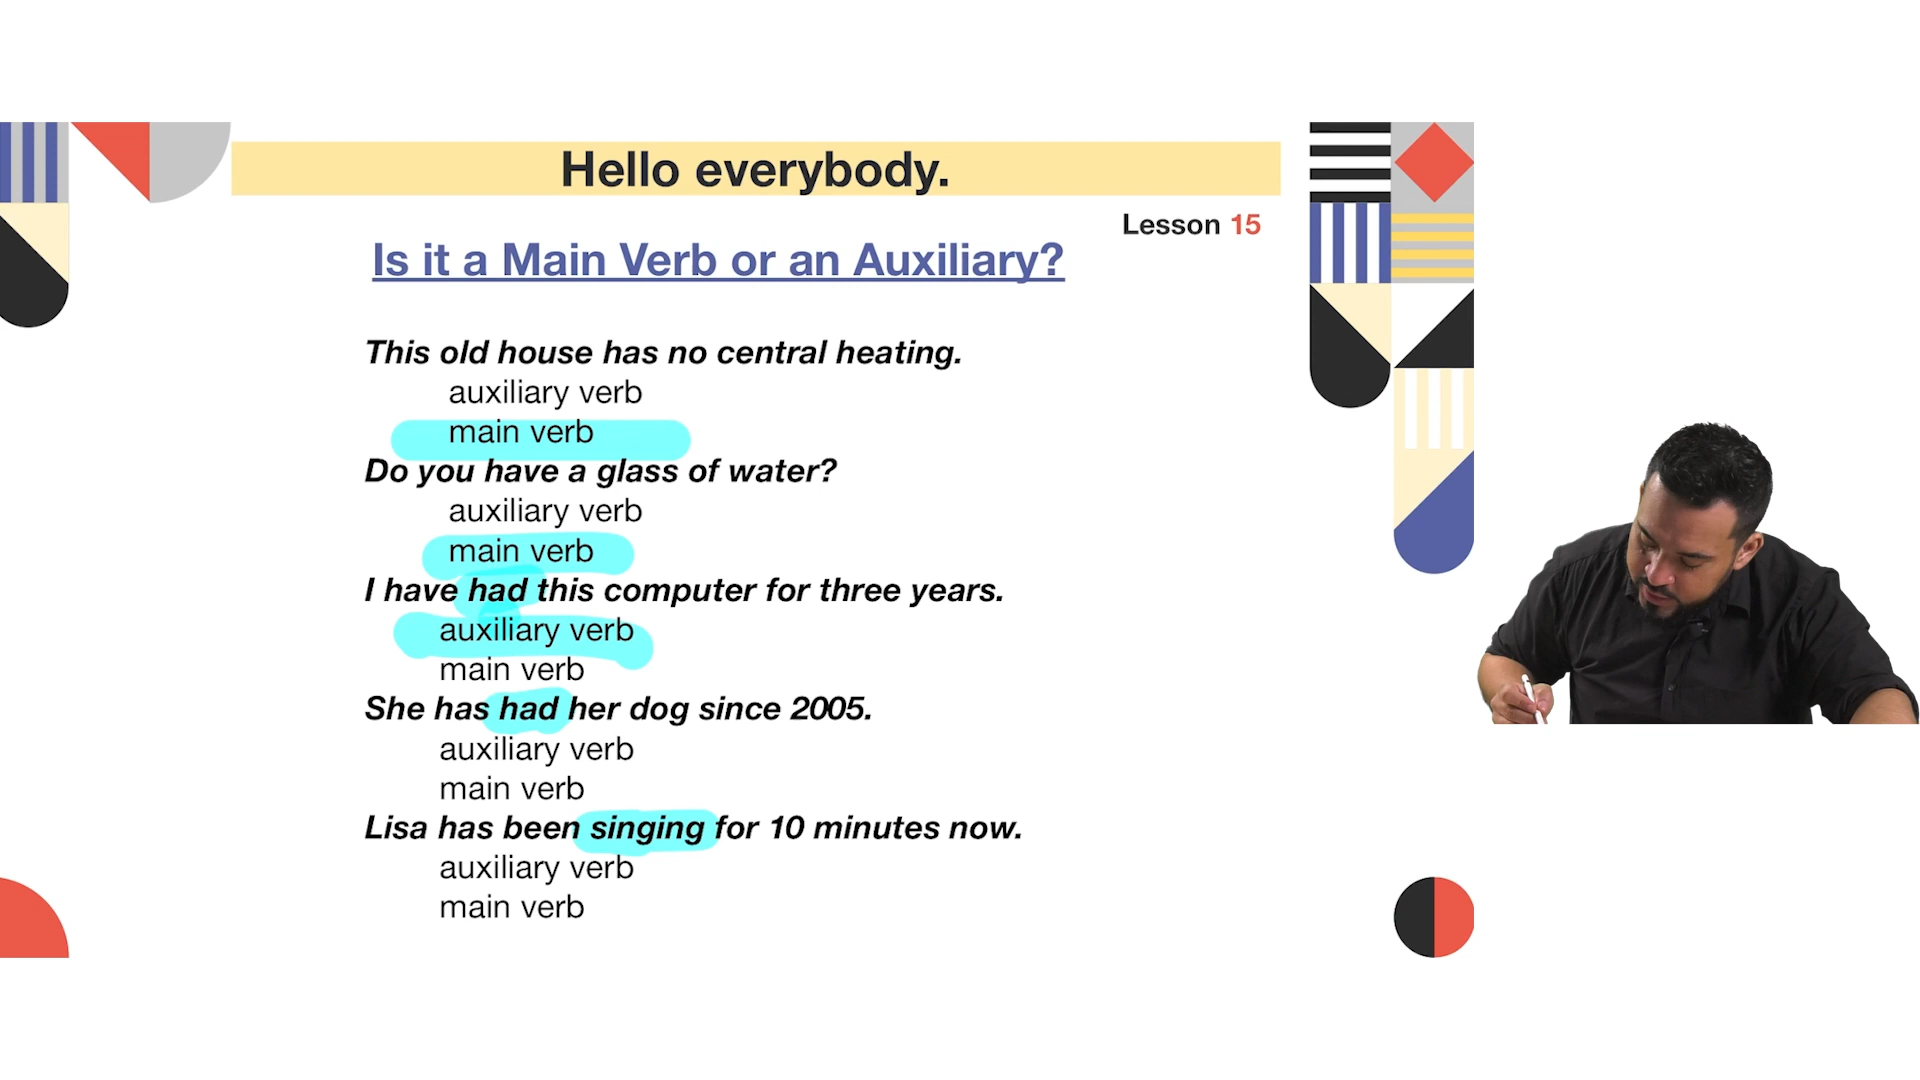 Hello everybody.
Lesson 15
Is it a Main Verb or an Auxiliary?
This old house has no central heating.
auxiliary verb
main verb
Do you have a glass of water?
auxiliary verb
main verb
I have had this computer for three years.
auxiliary verb
main verb
She has had her dog since 2005.
auxiliary verb
main verb
Lisa has been singing for 10 minutes now.
auxiliary verb
main verb